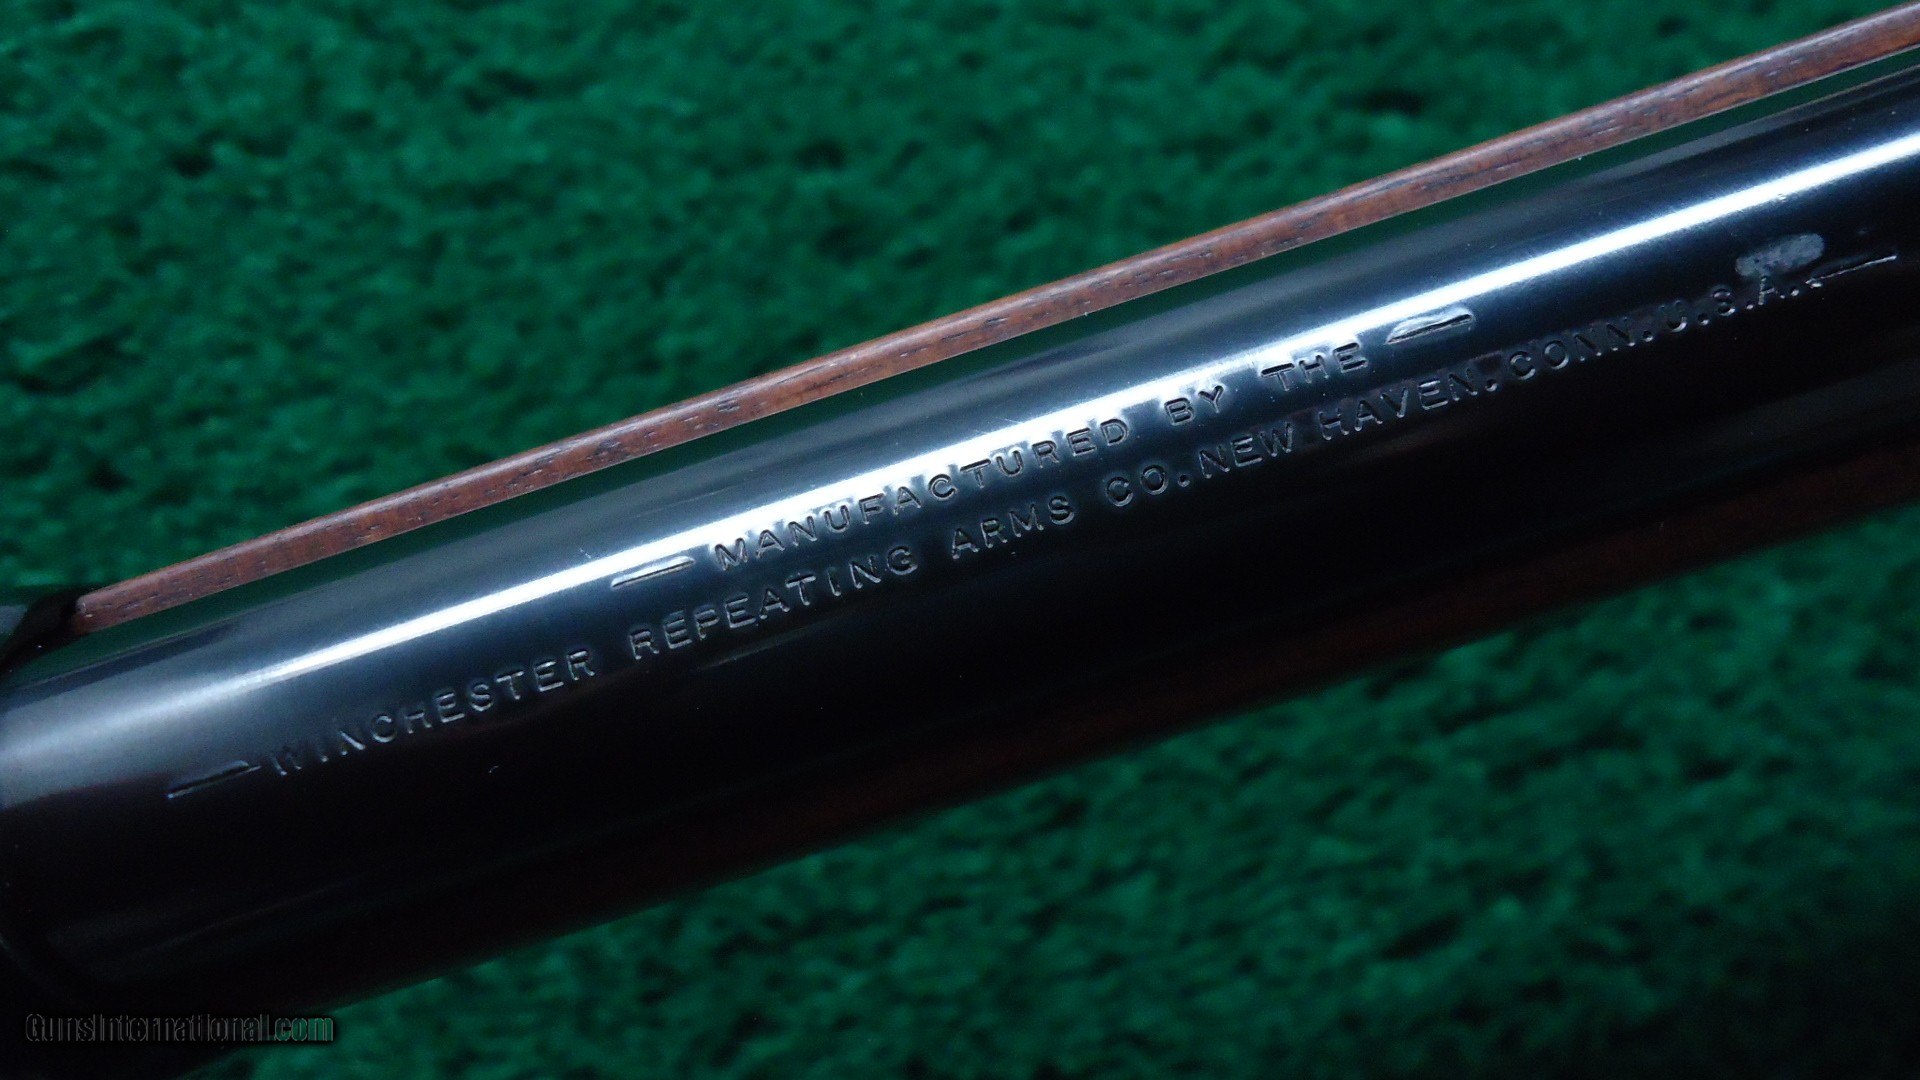 — MANUFACTURED BY THE —
— WINCHESTER REPEATING ARMS CO. NEW HAVEN. CONN. U.S.A. —
GunsInternational.com